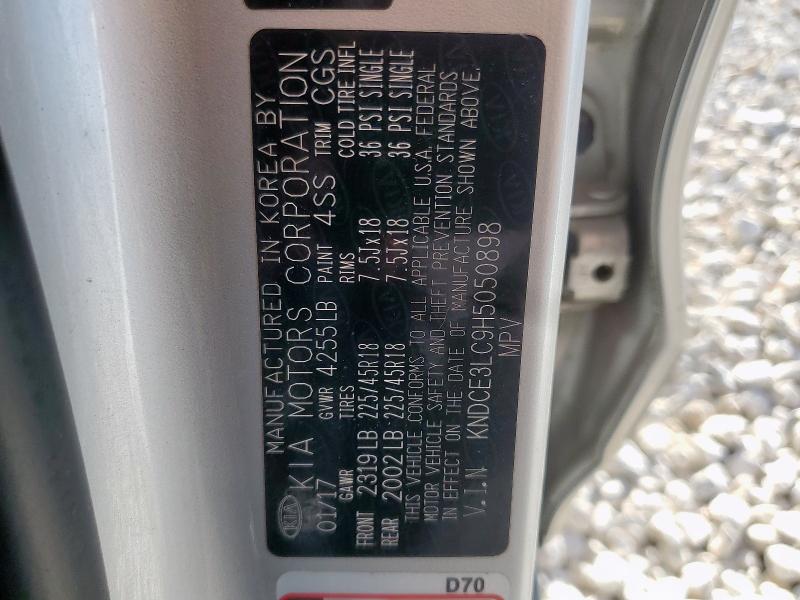 MANUFACTURED IN KOREA BY
KIA KIA MOTORS CORPORATION
01/17 GVWR 4255LB PAINT 4SS TRIM CGS
GAWR TIRES RIMS COLD TIRE INFL
FRONT 2319LB 225/45R18 7.5Jx18 36 PSI SINGLE
REAR 2002LB 225/45R18 7.5Jx18 36 PSI SINGLE
THIS VEHICLE CONFORMS TO ALL APPLICABLE U.S.A. FEDERAL
MOTOR VEHICLE SAFETY AND THEFT PREVENTION STANDARDS
IN EFFECT ON THE DATE OF MANUFACTURE SHOWN ABOVE.
V.I.N KNDCE3LC9H5050898
MPV
D70